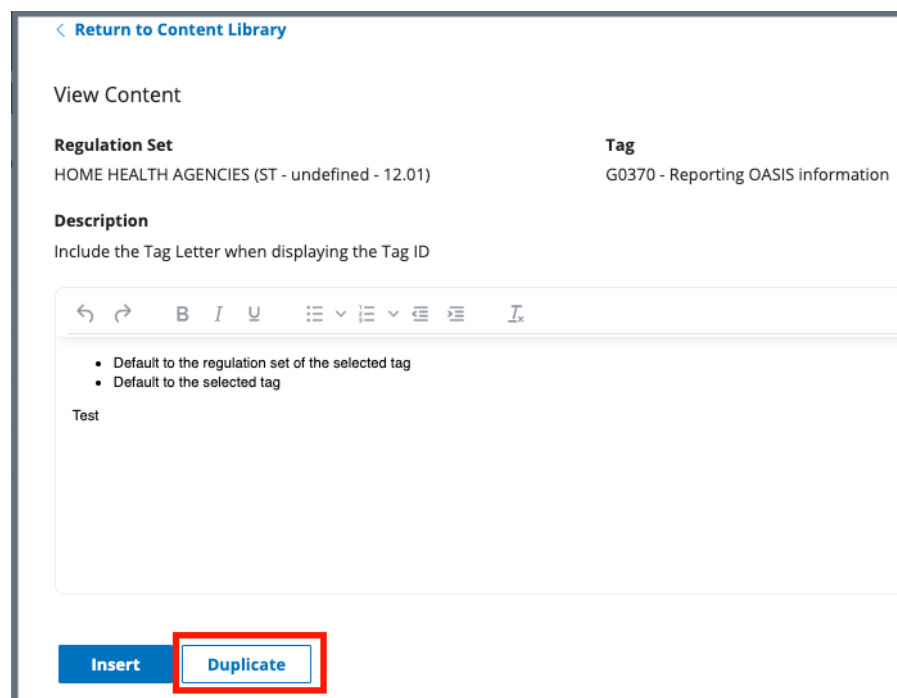 Return to Content Library
View Content
Regulation Set
Tag
HOME HEALTH AGENCIES (ST - undefined - 12.01)
G0370 - Reporting OASIS information
Description
Include the Tag Letter when displaying the Tag ID
B I U
Default to the regulation set of the selected tag
Default to the selected tag
Test
Insert
Duplicate